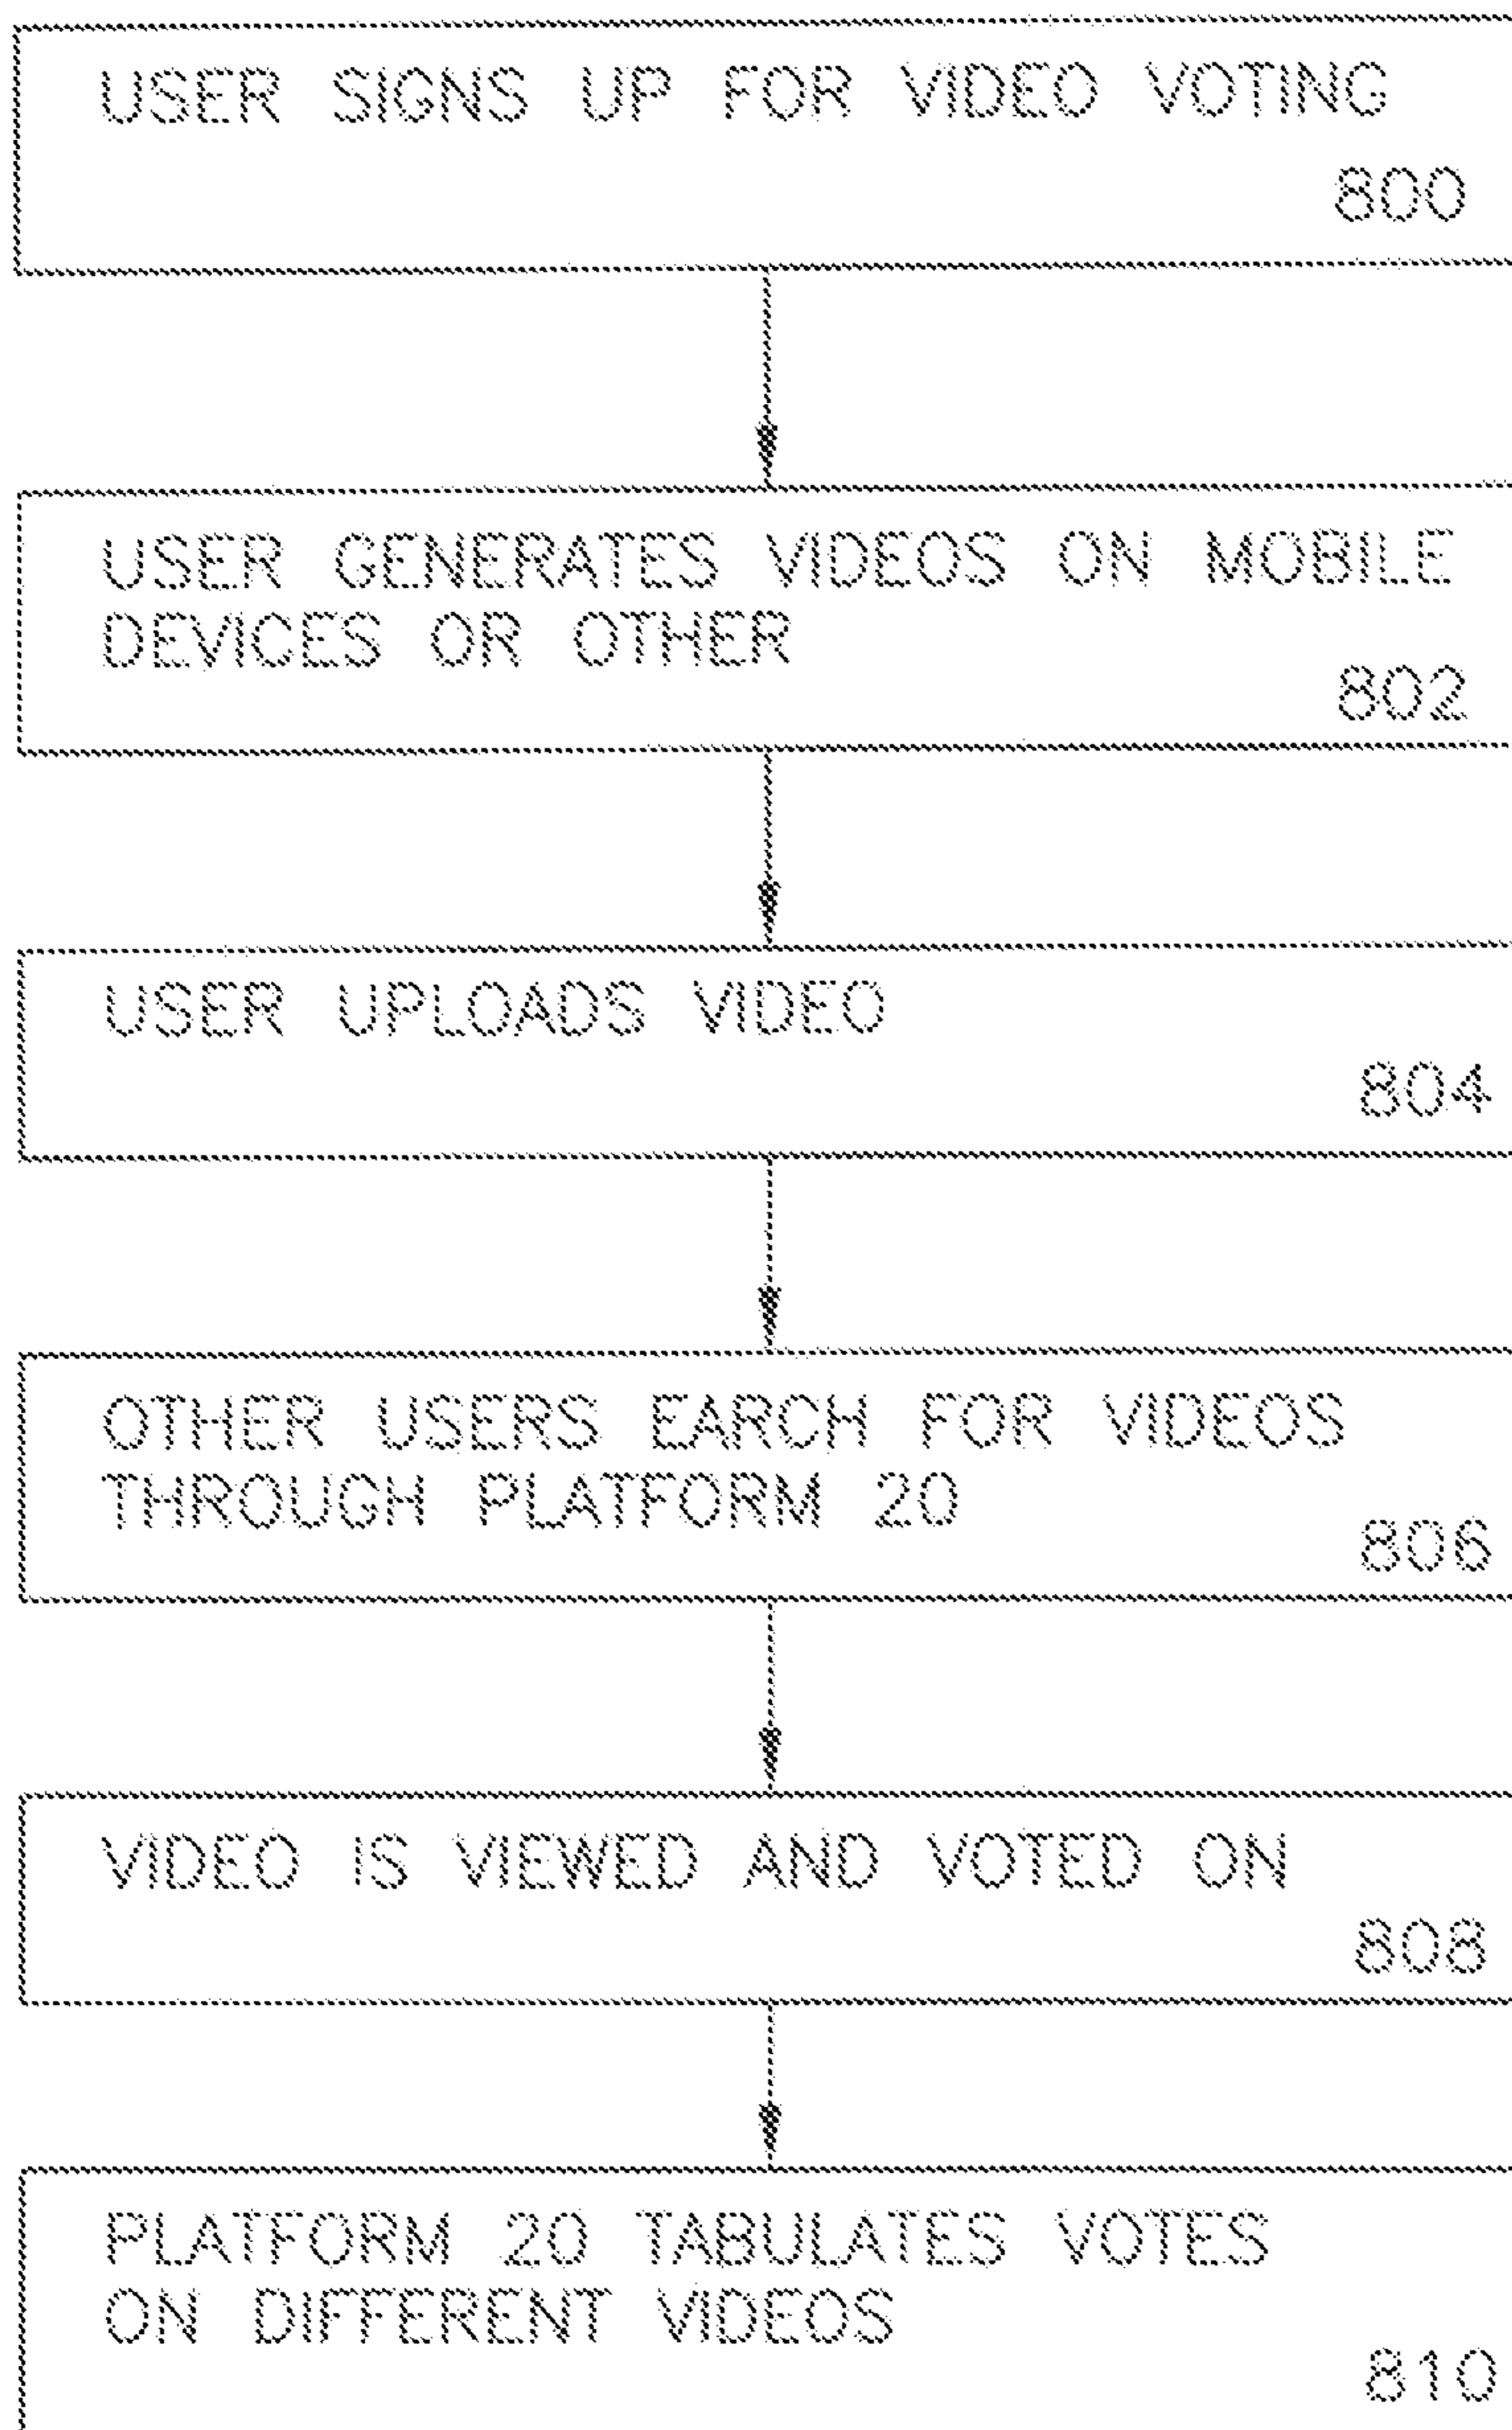 USER SIGNS UP FOR VIDEO VOTING
800
USER GENERATES VIDEOS ON MOBILE
DEVICES OR OTHER
802
USER UPLOADS VIDEO
804
OTHER USERS EARCH FOR VIDEOS
THROUGH PLATFORM 20
806
VIDEO IS VIEWED AND VOTED ON
808
PLATFORM 20 TABULATES VOTES
ON DIFFERENT VIDEOS
810